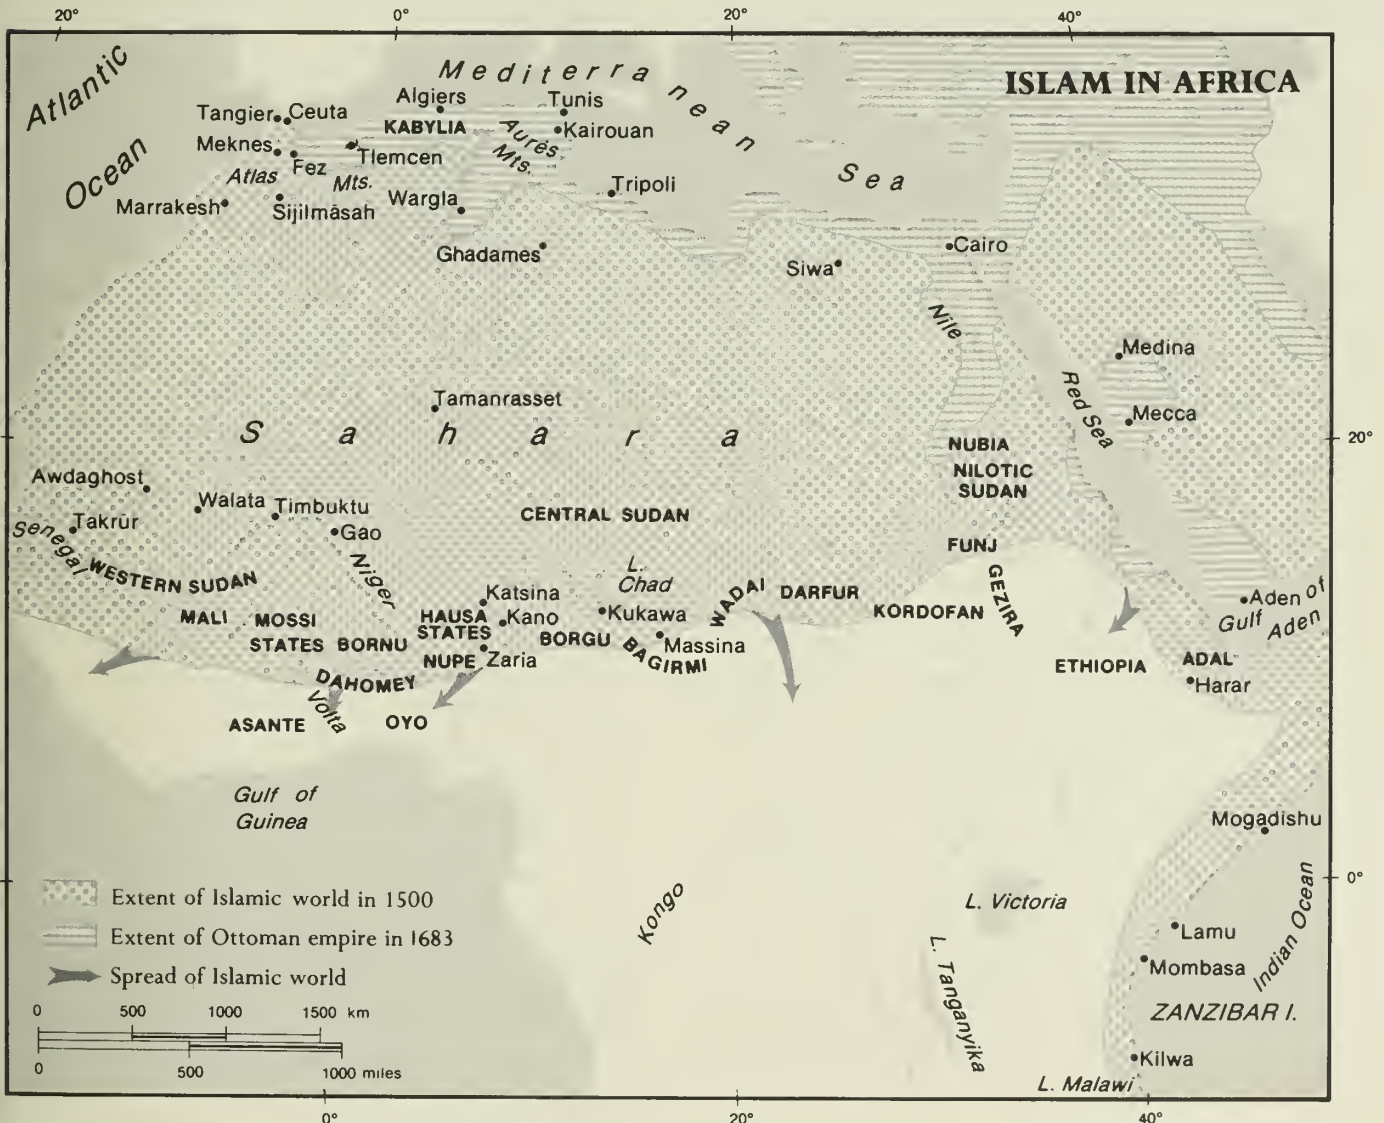 20°
0°
20°
40°
ISLAM IN AFRICA
Atlantic
Ocean
Mediterranean
Sea
Tangier
Ceuta
Algiers
Tunis
KABYLIA
Aurès
Mts.
Kairouan
Meknes
Fez
Tlemcen
Atlas
Mts.
Wargla
Tripoli
Marrakesh
Sijilmāsah
Ghadames
Siwa
Cairo
Nile
Medina
Red Sea
Mecca
Tamanrasset
Sahara
20°
NUBIA
NILOTIC
SUDAN
Awdaghost
Walata
Timbuktu
Takrūr
Gao
Senegal
CENTRAL SUDAN
FUNJ
GEZIRA
WESTERN SUDAN
Niger
L.
Chad
Katsina
WADAI
DARFUR
KORDOFAN
Aden
Gulf of
Aden
MALI
MOSSI
STATES
BORNU
HAUSA
STATES
Kano
Kukawa
BORGU
BAGIRMI
Massina
NUPE
Zaria
ETHIOPIA
ADAL
Harar
DAHOMEY
Volta
ASANTE
OYO
Gulf of
Guinea
Mogadishu
0°
Kongo
L. Victoria
Indian Ocean
Lamu
L. Tanganyika
Mombasa
ZANZIBAR I.
Kilwa
L. Malawi
Extent of Islamic world in 1500
Extent of Ottoman empire in 1683
Spread of Islamic world
0 500 1000 1500 km
0 500 1000 miles
0°
20°
40°